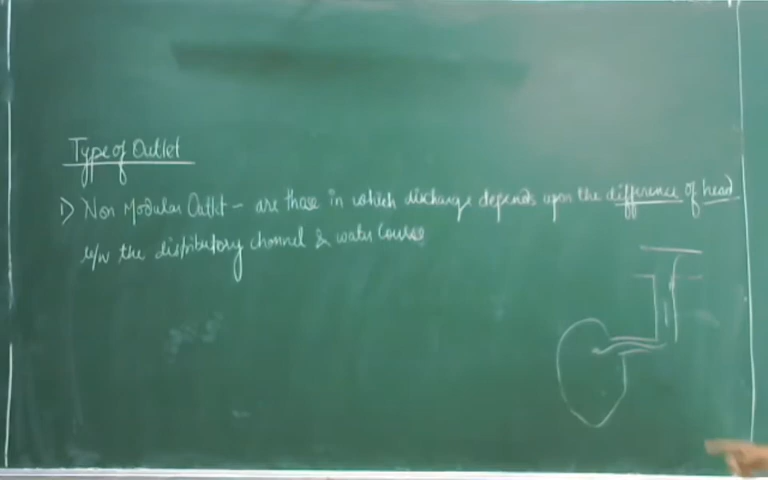 Type of Outlet
1) Non Modular Outlet - are those in which discharge depends upon the difference of head
b/w the distributory channel & water course